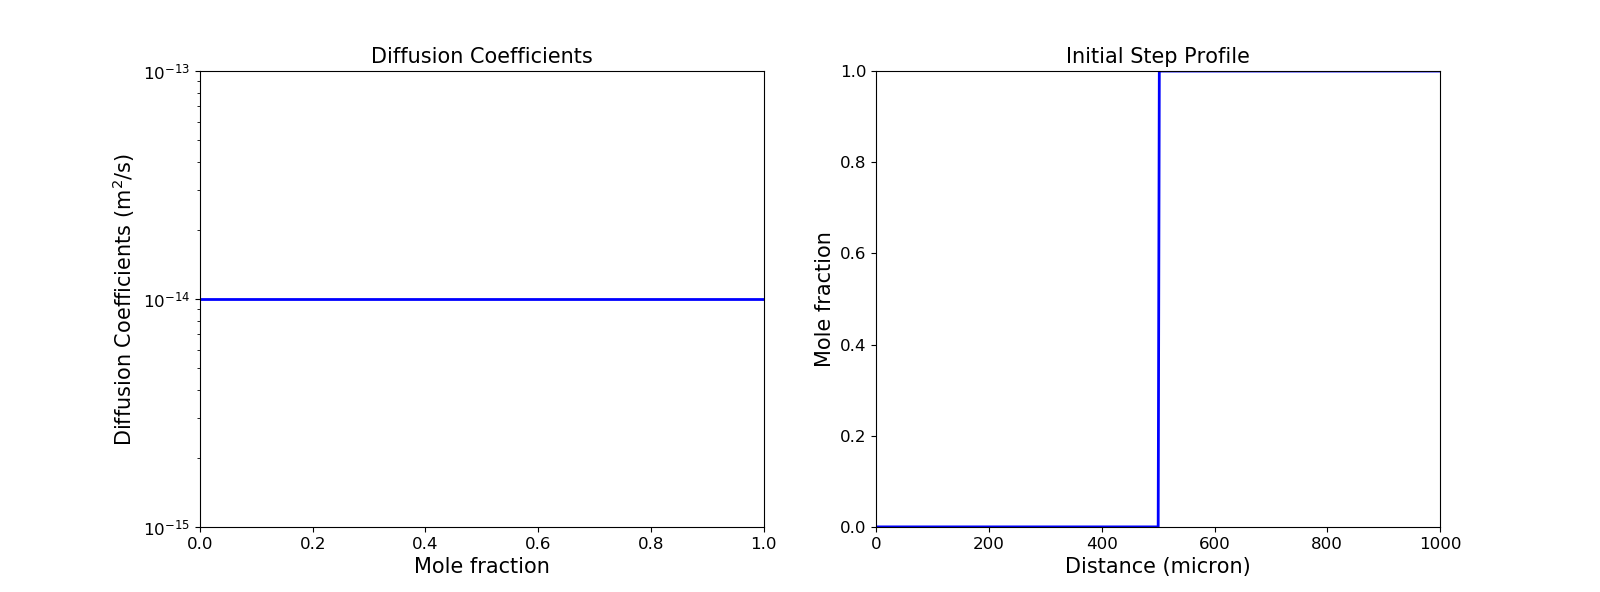 Diffusion Coefficients
Diffusion Coefficients (m²/s)
10⁻¹³
10⁻¹⁴
10⁻¹⁵
0.0 0.2 0.4 0.6 0.8 1.0
Mole fraction
Initial Step Profile
Mole fraction
1.0
0.8
0.6
0.4
0.2
0.0
0 200 400 600 800 1000
Distance (micron)